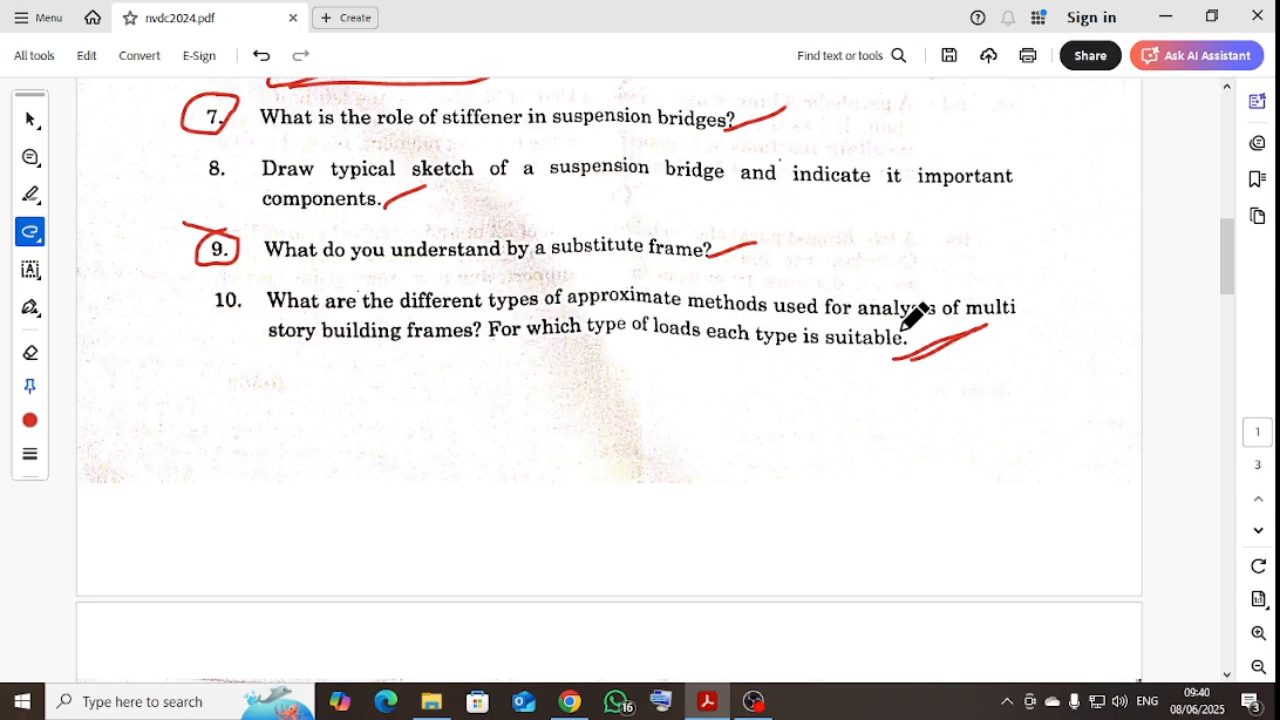 Menu
nvdc2024.pdf
Create
Sign in
All tools Edit Convert E-Sign
Find text or tools
Share
Ask AI Assistant
7. What is the role of stiffener in suspension bridges?
8. Draw typical sketch of a suspension bridge and indicate it important
components.
9. What do you understand by a substitute frame?
10. What are the different types of approximate methods used for analysis of multi
story building frames? For which type of loads each type is suitable.
1
3
Type here to search
16
ENG
09:40
08/06/2025
3